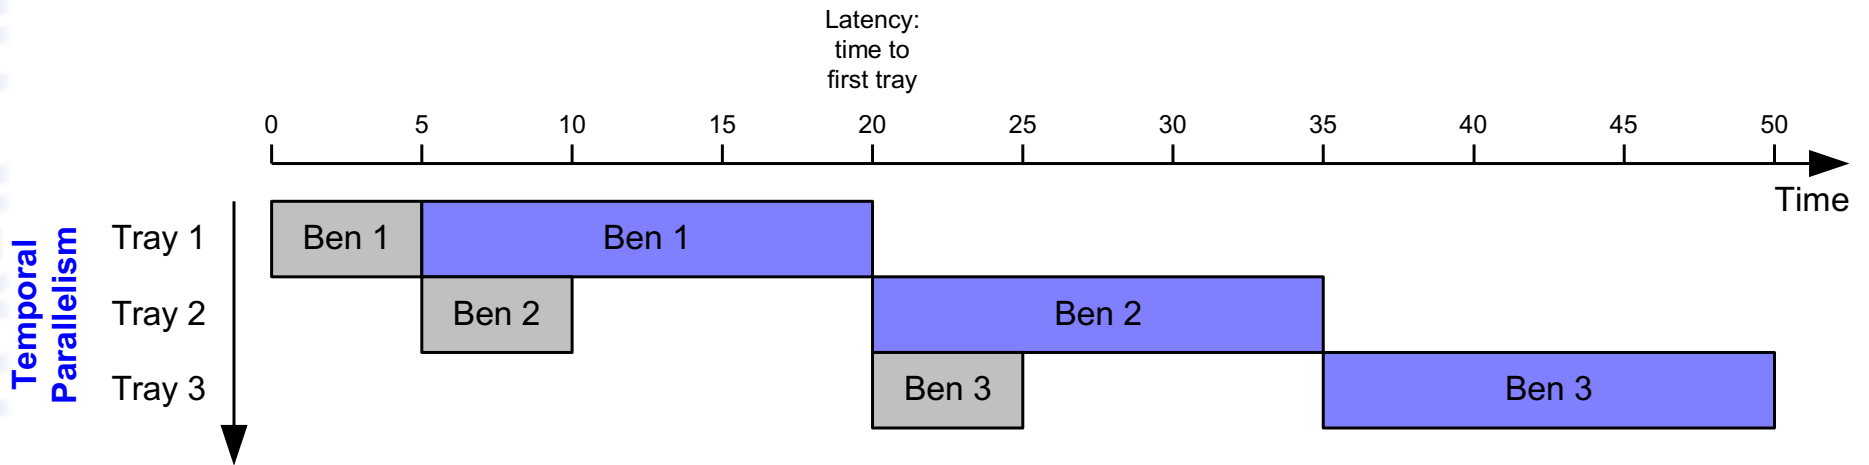 Latency:
time to
first tray
0 5 10 15 20 25 30 35 40 45 50
Time
Temporal
Parallelism
Tray 1 Ben 1 Ben 1
Tray 2 Ben 2 Ben 2
Tray 3 Ben 3 Ben 3